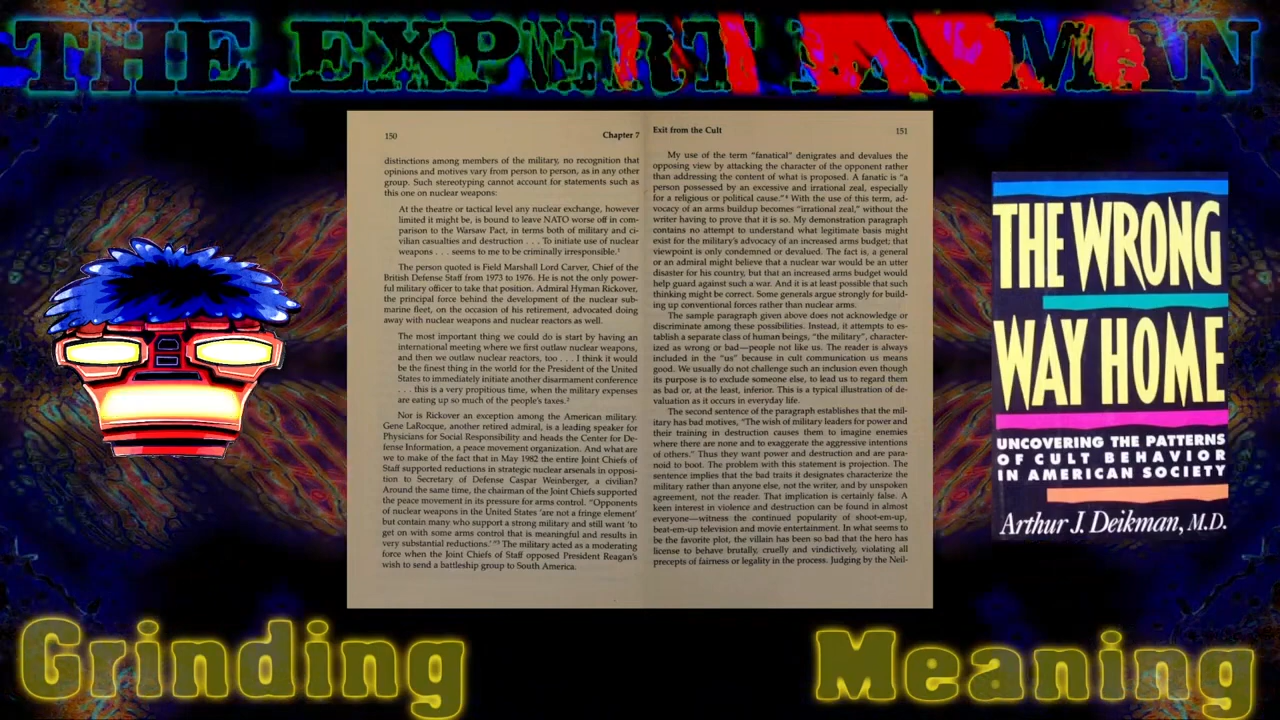 THE EXPERT LAYMAN
150
Chapter 7
distinctions among members of the military, no recognition that
opinions and motives vary from person to person, as in any other
group. Such stereotyping cannot account for statements such as
this one on nuclear weapons:
At the theatre or tactical level any nuclear exchange, however
limited it might be, is bound to leave NATO worse off in com-
parison to the Warsaw Pact, in terms both of military and ci-
vilian casualties and destruction . . . To initiate use of nuclear
weapons . . . seems to me to be criminally irresponsible.¹
The person quoted is Field Marshall Lord Carver, Chief of the
British Defense Staff from 1973 to 1976. He is not the only power-
ful military officer to take that position. Admiral Hyman Rickover,
the principal force behind the development of the nuclear sub-
marine fleet, on the occasion of his retirement, advocated doing
away with nuclear weapons and nuclear reactors as well.
The most important thing we could do is start by having an
international meeting where we first outlaw nuclear weapons,
and then we outlaw nuclear reactors, too . . . I think it would
be the finest thing in the world for the President of the United
States to immediately initiate another disarmament conference
. . . this is a very propitious time, when the military expenses
are eating up so much of the people's taxes.²
Nor is Rickover an exception among the American military.
Gene LaRocque, another retired admiral, is a leading speaker for
Physicians for Social Responsibility and heads the Center for De-
fense Information, a peace movement organization. And what are
we to make of the fact that in May 1982 the entire Joint Chiefs of
Staff supported reductions in strategic nuclear arsenals in opposi-
tion to Secretary of Defense Caspar Weinberger, a civilian?
Around the same time, the chairman of the Joint Chiefs supported
the peace movement in its pressure for arms control. "Opponents
of nuclear weapons in the United States 'are not a fringe element'
but contain many who support a strong military and still want 'to
get on with some arms control that is meaningful and results in
very substantial reductions.'"³ The military acted as a moderating
force when the Joint Chiefs of Staff opposed President Reagan's
wish to send a battleship group to South America.
Exit from the Cult
151
My use of the term "fanatical" denigrates and devalues the
opposing view by attacking the character of the opponent rather
than addressing the content of what is proposed. A fanatic is "a
person possessed by an excessive and irrational zeal, especially
for a religious or political cause."⁴ With the use of this term, ad-
vocacy of an arms buildup becomes "irrational zeal," without the
writer having to prove that it is so. My demonstration paragraph
contains no attempt to understand what legitimate basis might
exist for the military's advocacy of an increased arms budget; that
viewpoint is only condemned or devalued. The fact is, a general
or an admiral might believe that a nuclear war would be an utter
disaster for his country, but that an increased arms budget would
help guard against such a war. And it is at least possible that such
thinking might be correct. Some generals argue strongly for build-
ing up conventional forces rather than nuclear arms.
The sample paragraph given above does not acknowledge or
discriminate among these possibilities. Instead, it attempts to es-
tablish a separate class of human beings, "the military", character-
ized as wrong or bad—people not like us. The reader is always
included in the "us" because in cult communication us means
good. We usually do not challenge such an inclusion even though
its purpose is to exclude someone else, to lead us to regard them
as bad or, at the least, inferior. This is a typical illustration of de-
valuation as it occurs in everyday life.
The second sentence of the paragraph establishes that the mil-
itary has bad motives, "The wish of military leaders for power and
their training in destruction causes them to imagine enemies
where there are none and to exaggerate the aggressive intentions
of others." Thus they want power and destruction and are para-
noid to boot. The problem with this statement is projection. The
sentence implies that the bad traits it designates characterize the
military rather than anyone else, not the writer, and by unspoken
agreement, not the reader. That implication is certainly false. A
keen interest in violence and destruction can be found in almost
everyone—witness the continued popularity of shoot-em-up,
beat-em-up television and movie entertainment. In what seems to
be the favorite plot, the villain has been so bad that the hero has
license to behave brutally, cruelly and vindictively, violating all
precepts of fairness or legality in the process. Judging by the Neil-
THE WRONG
WAY HOME
UNCOVERING THE PATTERNS
OF CULT BEHAVIOR
IN AMERICAN SOCIETY
Arthur J. Deikman, M.D.
Grinding
Meaning